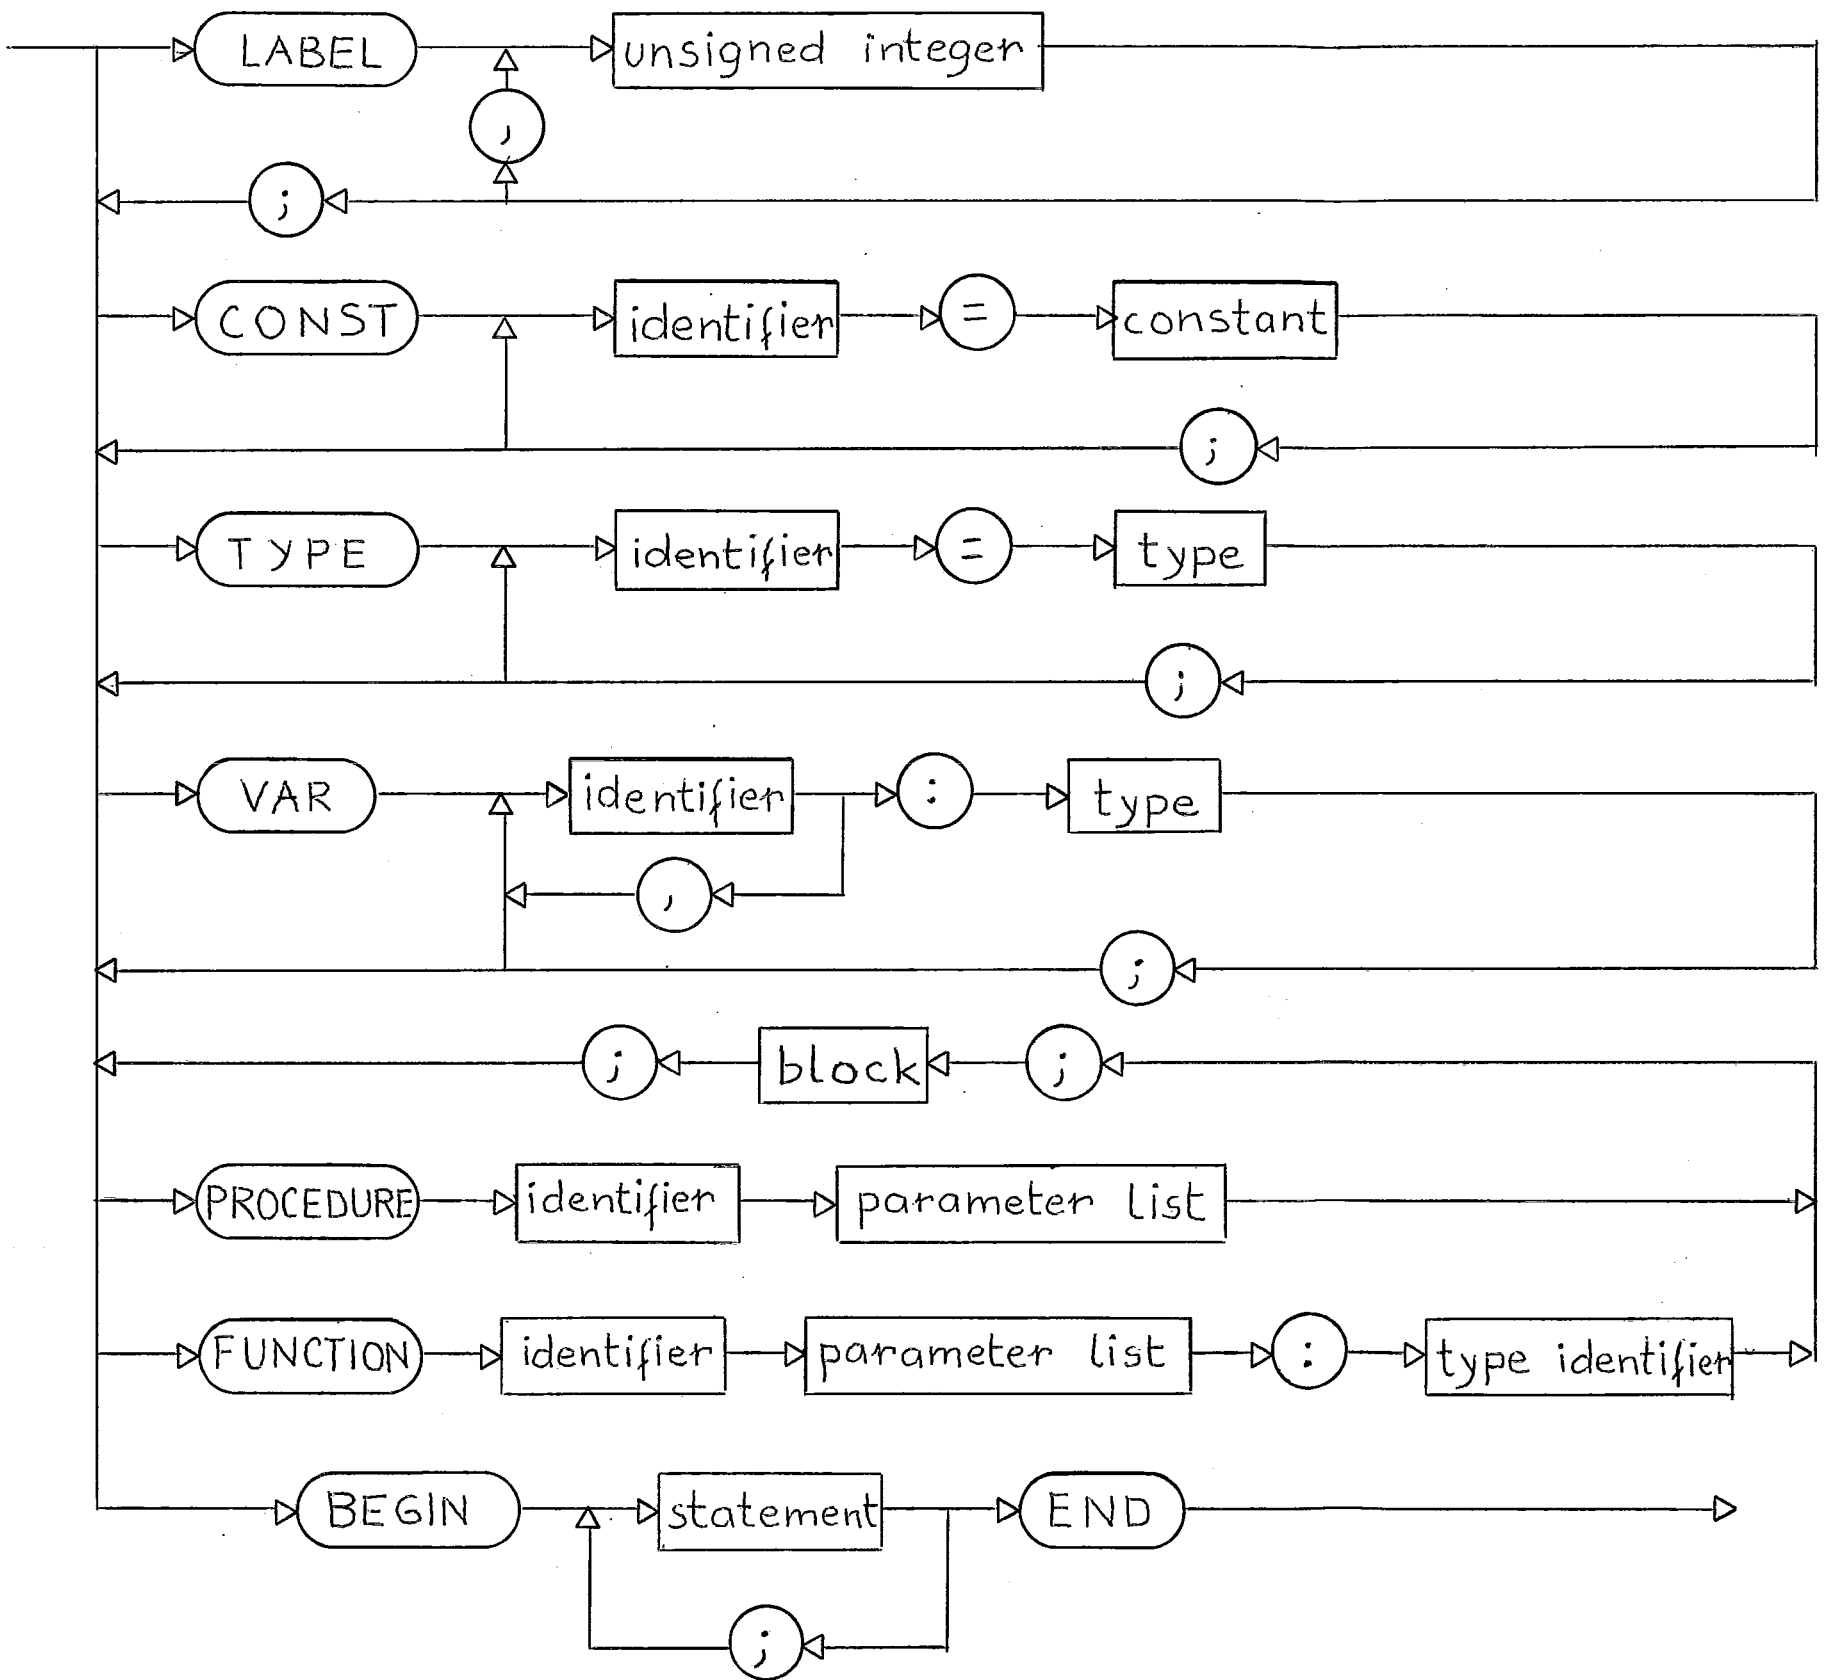 LABEL unsigned integer
,
;
CONST identifier = constant
;
TYPE identifier = type
;
VAR identifier : type
,
;
; block ;
PROCEDURE identifier parameter list
FUNCTION identifier parameter list : type identifier
BEGIN statement END
;